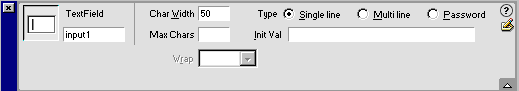 TextField Char Width 50 Type Single line Multi line Password
input1 Max Chars Init Val
Wrap